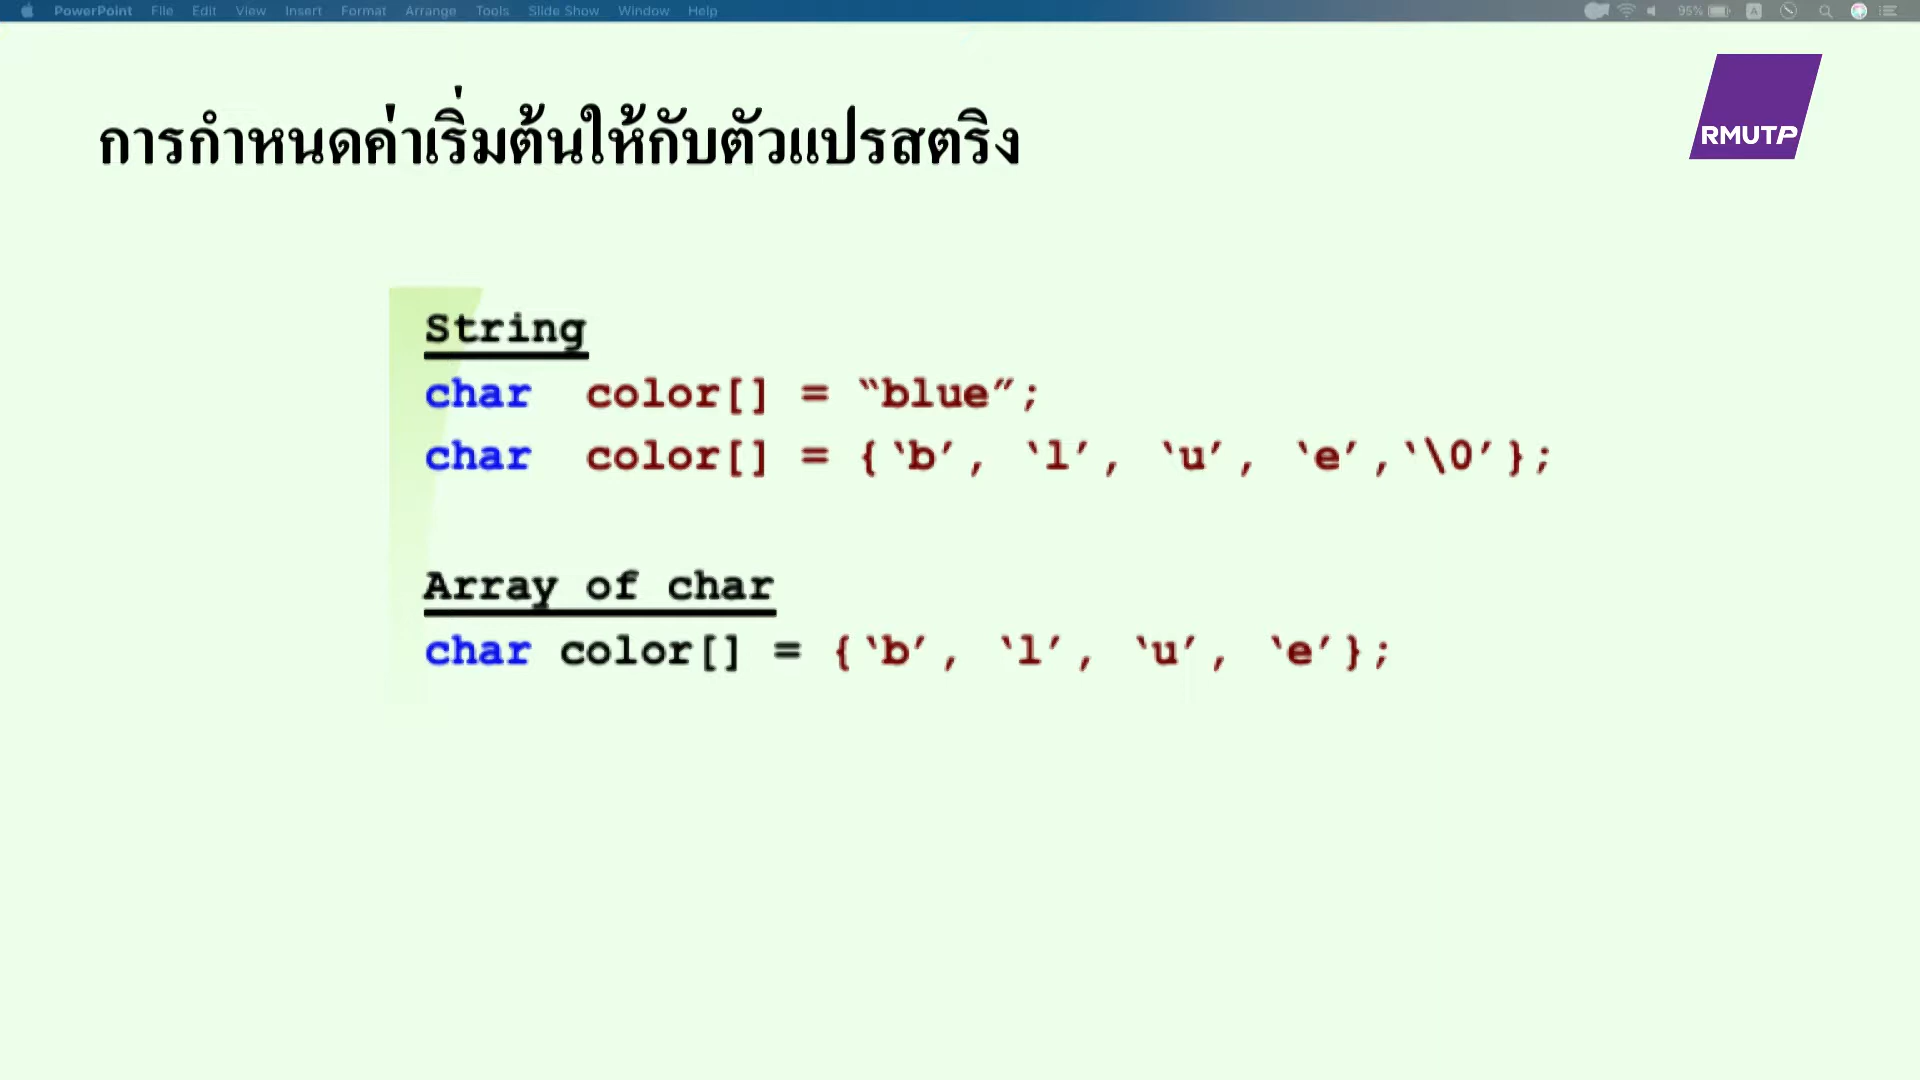 PowerPoint File Edit View Insert Format Arrange Tools Slide Show Window Help 95% A
RMUTP
การกำหนดค่าเริ่มต้นให้กับตัวแปรสตริง
String
char color[] = “blue”;
char color[] = {‘b’, ‘l’, ‘u’, ‘e’,‘\0’};
Array of char
char color[] = {‘b’, ‘l’, ‘u’, ‘e’};